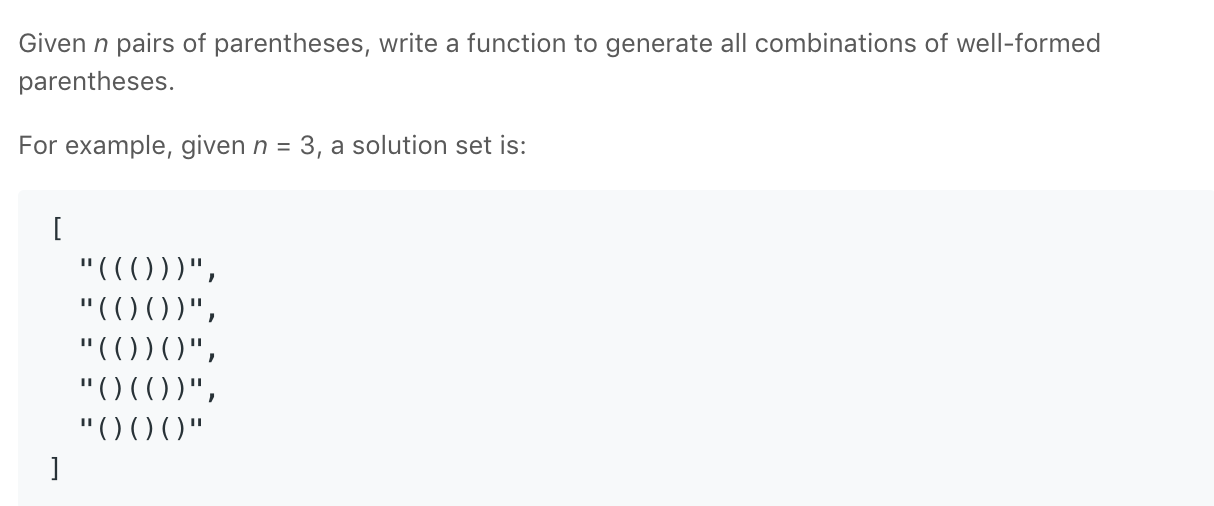 Given n pairs of parentheses, write a function to generate all combinations of well-formed
parentheses.
For example, given n = 3, a solution set is:
[
"((()))",
"(()())",
"(())()",
"()(())",
"()()()"
]